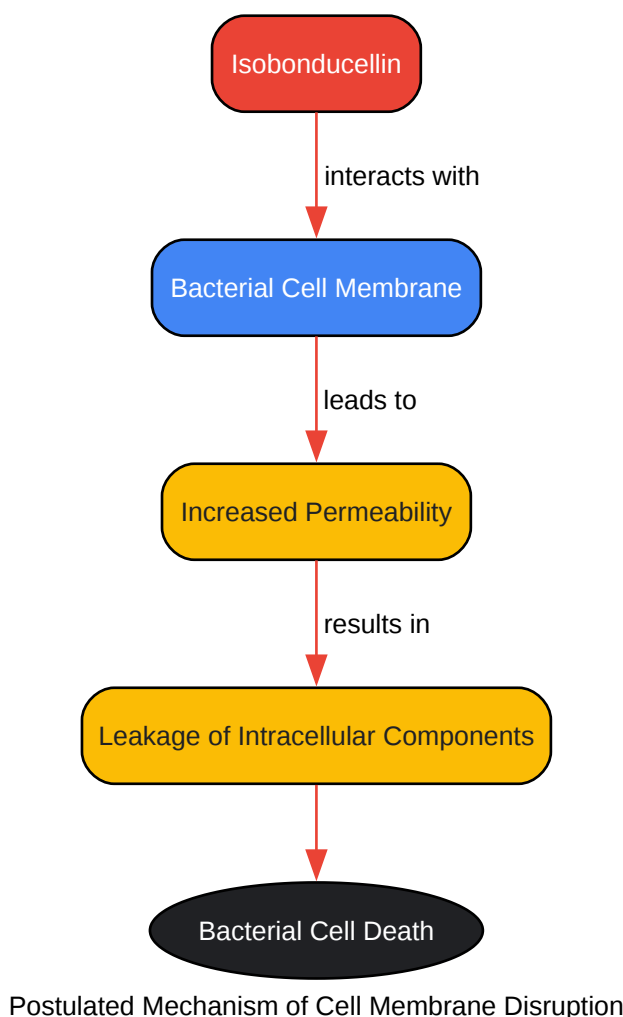 Isobonducellin
interacts with
Bacterial Cell Membrane
leads to
Increased Permeability
results in
Leakage of Intracellular Components
Bacterial Cell Death
Postulated Mechanism of Cell Membrane Disruption